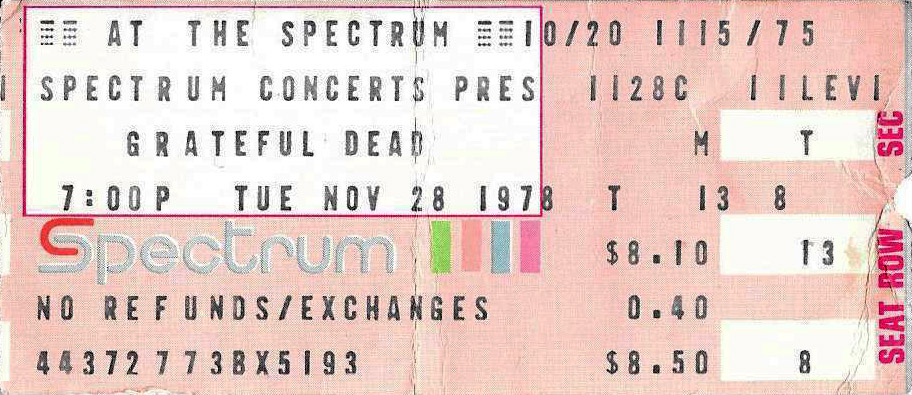 AT THE SPECTRUM 10/20 1115/75
SPECTRUM CONCERTS PRES 1128C 11LEVI
GRATEFUL DEAD M T SEC
7:00P TUE NOV 28 1978 T 13 8
Spectrum $8.10 13 ROW
NO REFUNDS/EXCHANGES 0.40
44372773BX5193 $8.50 8 SEAT